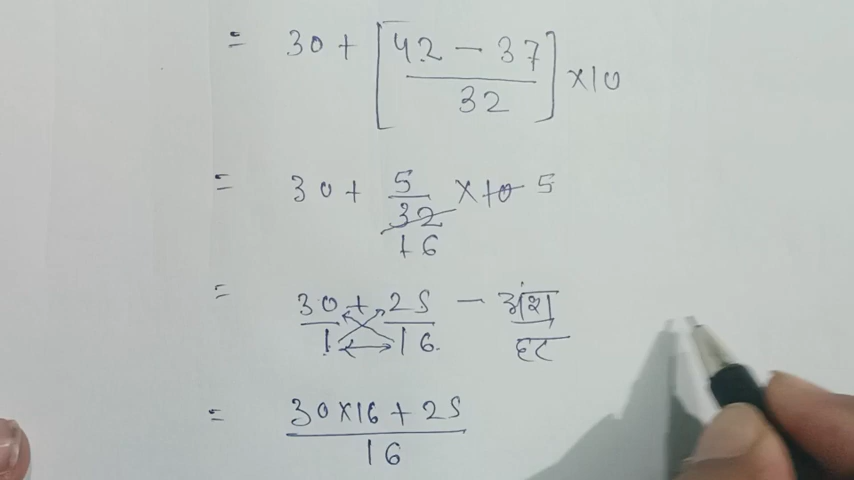 = 30 + [42 - 37 / 32] × 10
= 30 + 5/32 × 10 5
16
= 30/1 + 25/16 - अंश/हर
= 30×16 + 25 / 16